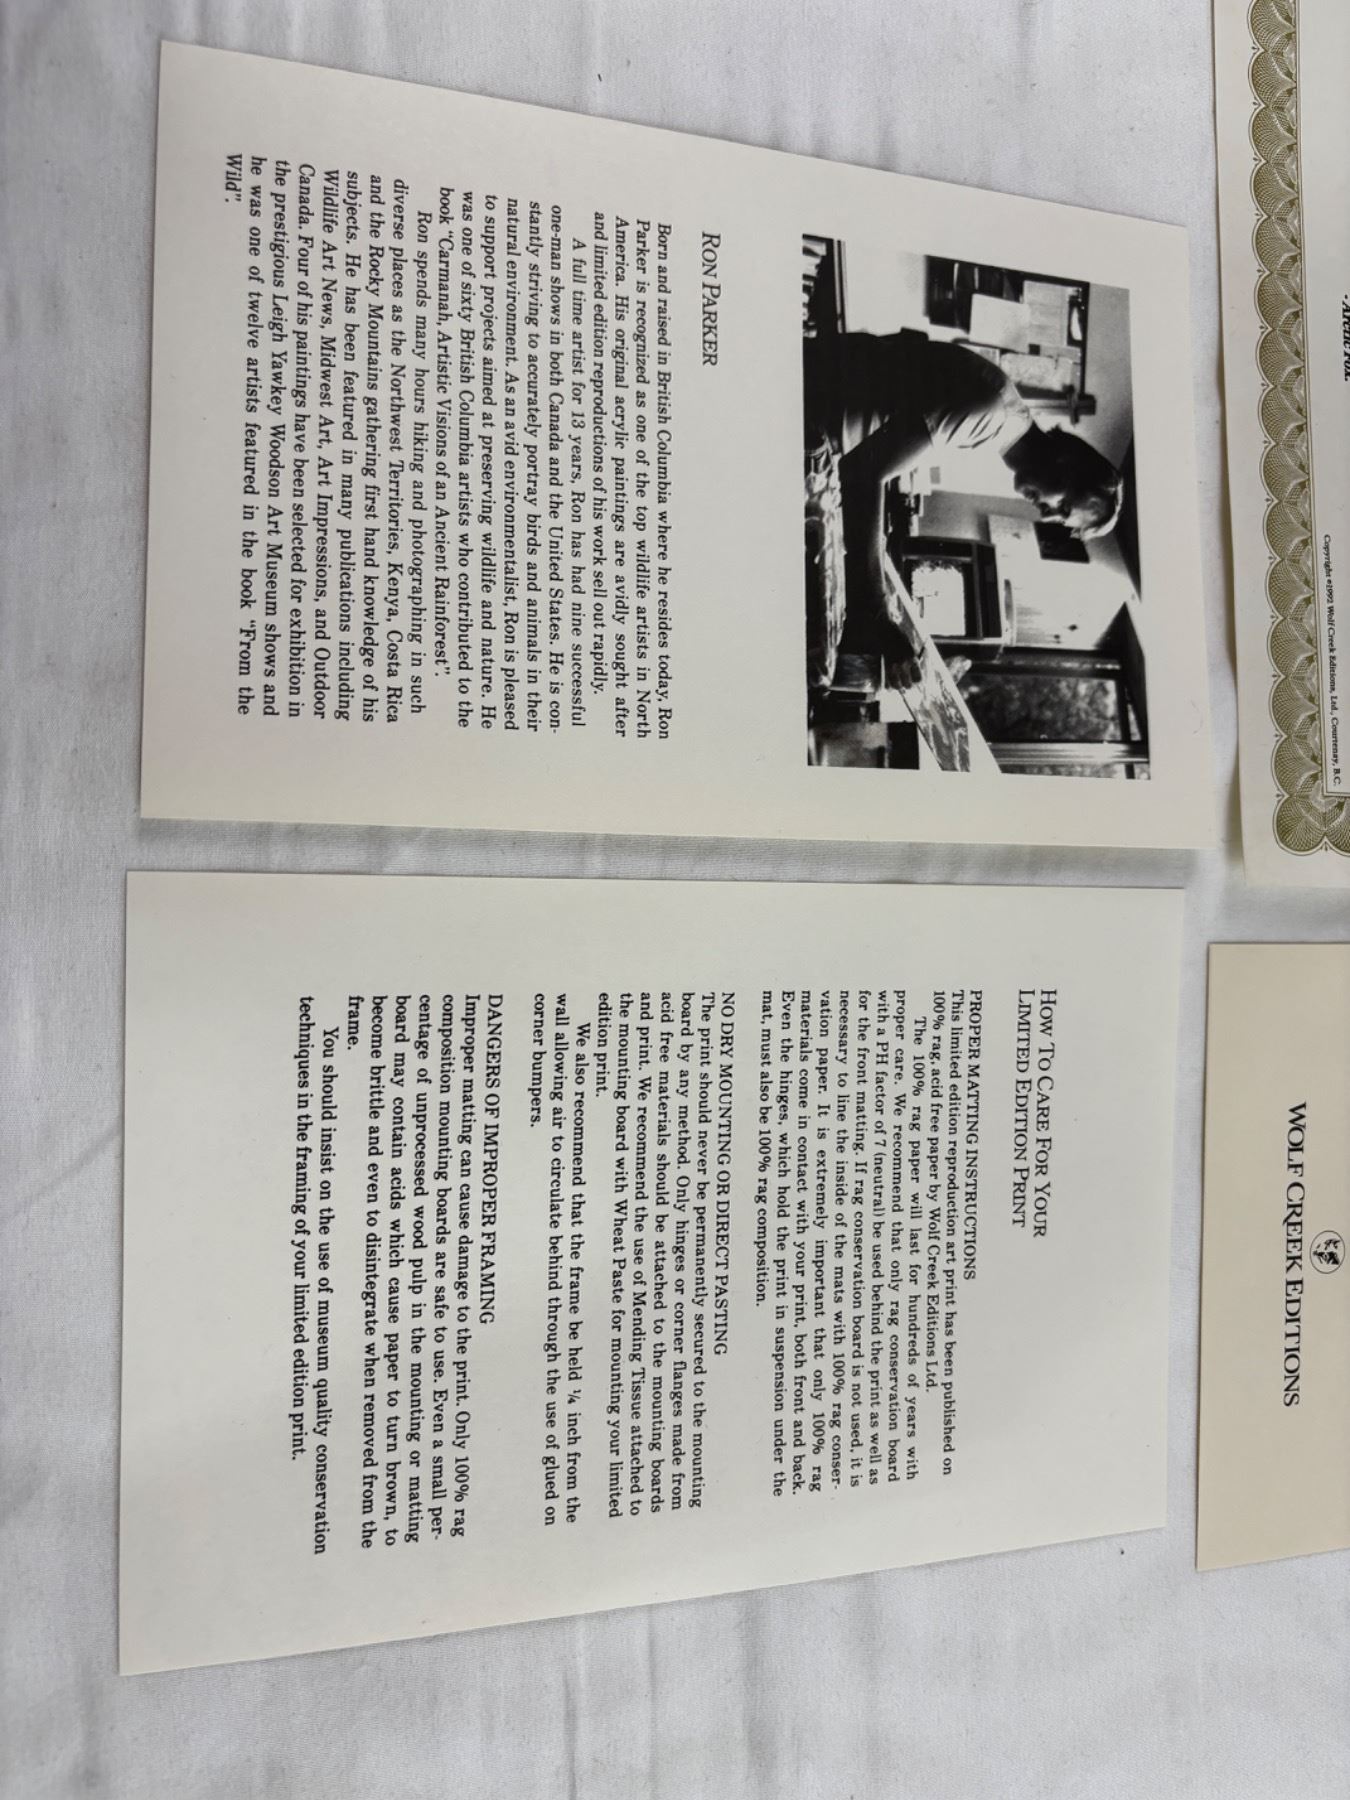 RON PARKER
Born and raised in British Columbia where he resides today, Ron
Parker is recognized as one of the top wildlife artists in North
America. His original acrylic paintings are avidly sought after
and limited edition reproductions of his work sell out rapidly.
A full time artist for 13 years, Ron has had nine successful
one-man shows in both Canada and the United States. He is con-
stantly striving to accurately portray birds and animals in their
natural environment. As an avid environmentalist, Ron is pleased
to support projects aimed at preserving wildlife and nature. He
was one of sixty British Columbia artists who contributed to the
book "Carmanah, Artistic Visions of an Ancient Rainforest".
Ron spends many hours hiking and photographing in such
diverse places as the Northwest Territories, Kenya, Costa Rica
and the Rocky Mountains gathering first hand knowledge of his
subjects. He has been featured in many publications including
Wildlife Art News, Midwest Art, Art Impressions, and Outdoor
Canada. Four of his paintings have been selected for exhibition in
the prestigious Leigh Yawkey Woodson Art Museum shows and
he was one of twelve artists featured in the book "From the
Wild".
HOW TO CARE FOR YOUR
LIMITED EDITION PRINT
PROPER MATTING INSTRUCTIONS
This limited edition reproduction art print has been published on
100% rag, acid free paper by Wolf Creek Editions Ltd.
The 100% rag paper will last for hundreds of years with
proper care. We recommend that only rag conservation board
with a PH factor of 7 (neutral) be used behind the print as well as
for the front matting. If rag conservation board is not used, it is
necessary to line the inside of the mats with 100% rag conser-
vation paper. It is extremely important that only 100% rag
materials come in contact with your print, both front and back.
Even the hinges, which hold the print in suspension under the
mat, must also be 100% rag composition.
NO DRY MOUNTING OR DIRECT PASTING
The print should never be permanently secured to the mounting
board by any method. Only hinges or corner flanges made from
acid free materials should be attached to the mounting boards
and print. We recommend the use of Mending Tissue attached to
the mounting board with Wheat Paste for mounting your limited
edition print.
We also recommend that the frame be held ¼ inch from the
wall allowing air to circulate behind through the use of glued on
corner bumpers.
DANGERS OF IMPROPER FRAMING
Improper matting can cause damage to the print. Only 100% rag
composition mounting boards are safe to use. Even a small per-
centage of unprocessed wood pulp in the mounting or matting
board may contain acids which cause paper to turn brown, to
become brittle and even to disintegrate when removed from the
frame.
You should insist on the use of museum quality conservation
techniques in the framing of your limited edition print.
- Arctic Fox.
Copyright ©1992 Wolf Creek Editions, Ltd., Courtenay, B.C.
WOLF CREEK EDITIONS